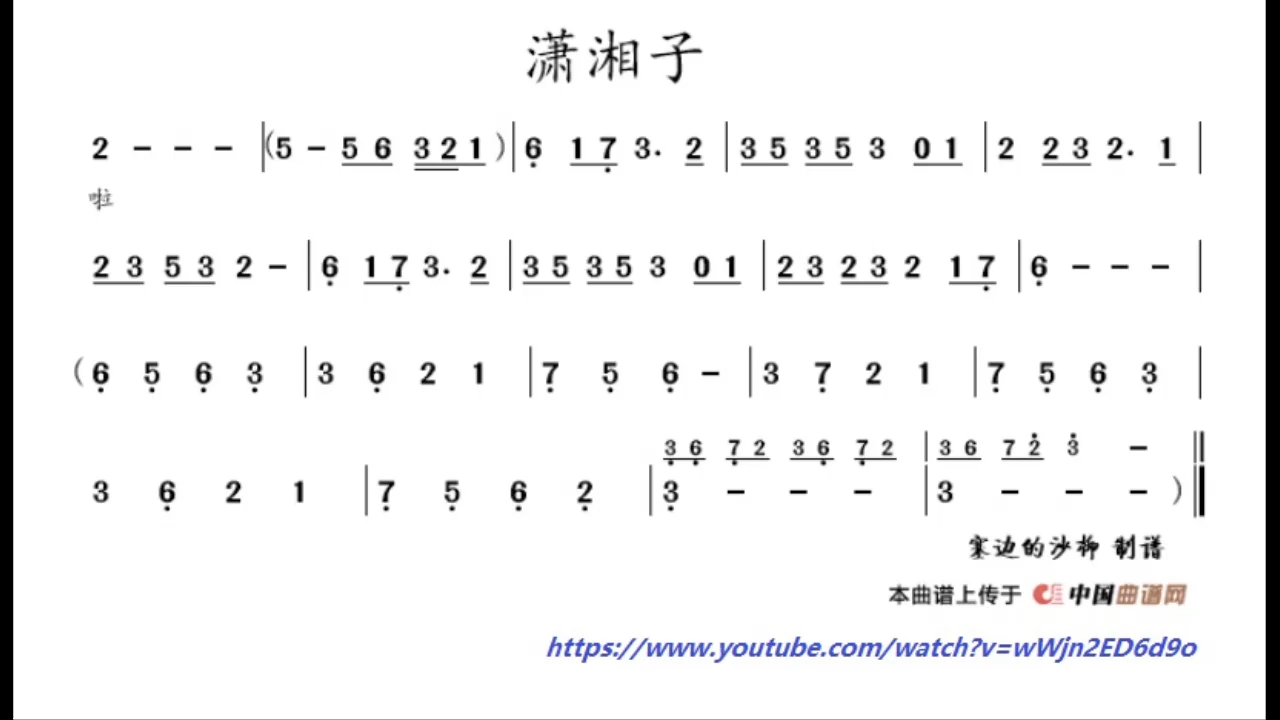 潇湘子
2 - - - | (5 - 5 6 3 2 1 ) | 6̣ 1 7̣ 3. 2 | 3 5 3 5 3 0 1 | 2 2 3 2. 1 |
啦
2 3 5 3 2 - | 6̣ 1 7̣ 3. 2 | 3 5 3 5 3 0 1 | 2 3 2 3 2 1 7̣ | 6̣ - - - |
( 6̣ 5̣ 6̣ 3̣ | 3 6̣ 2 1 | 7̣ 5̣ 6̣ - | 3 7̣ 2 1 | 7̣ 5̣ 6̣ 3̣ |
3̣ 6̣ 7̣ 2 3 6̣ 7̣ 2 | 3 6 7 2̇ 3̇ - ||
3 6̣ 2 1 | 7̣ 5̣ 6̣ 2̣ | 3̣ - - - | 3 - - - ) ||
塞边的沙柳 制谱
本曲谱上传于 中国曲谱网
https://www.youtube.com/watch?v=wWjn2ED6d9o